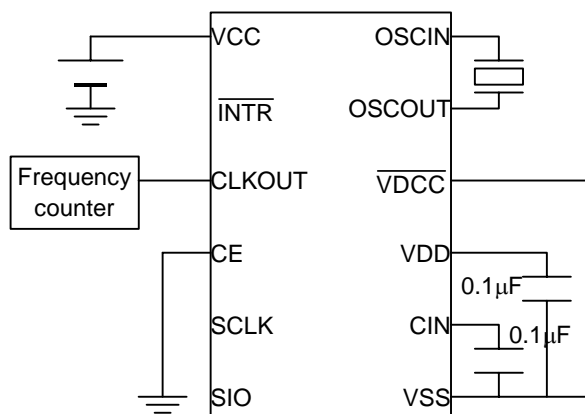 VCC
OSCIN
INTR
OSCOUT
Frequency
counter
CLKOUT
VDCC
CE
VDD
0.1μF
SCLK
CIN
0.1μF
SIO
VSS